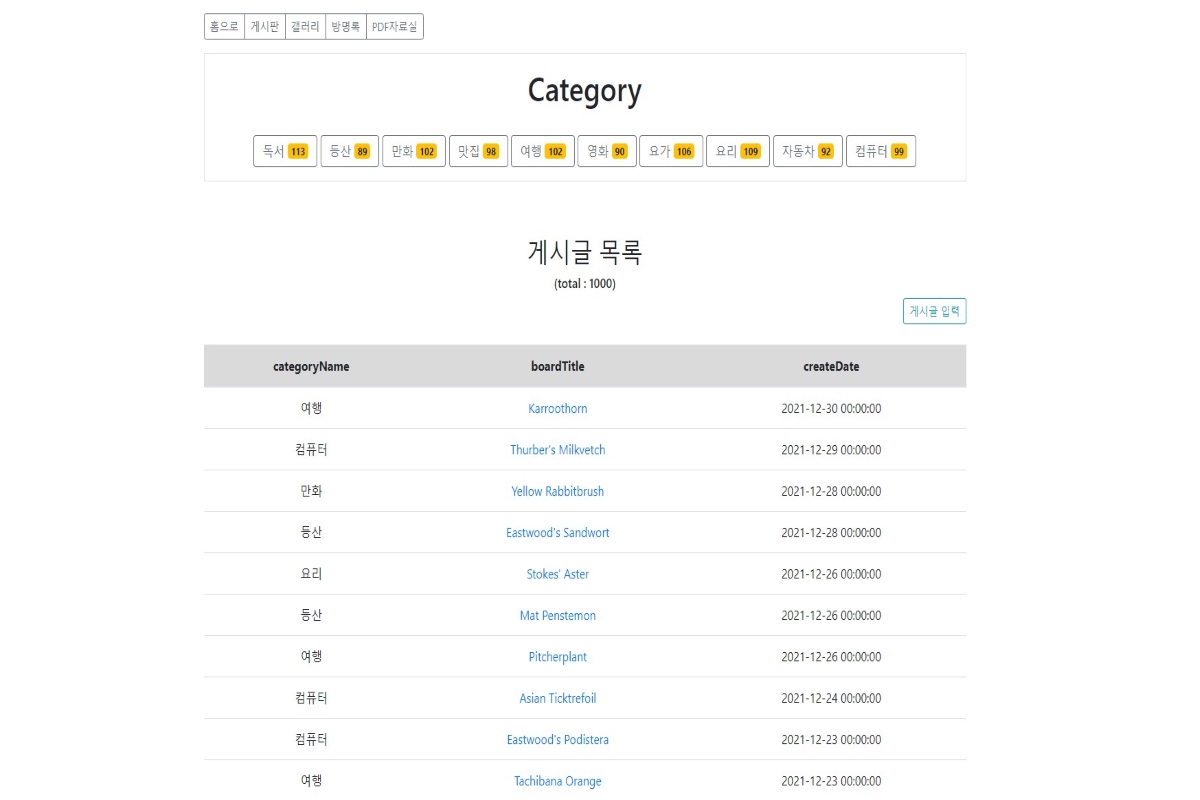 홈으로 게시판 갤러리 방명록 PDF자료실
Category
독서 113 등산 89 만화 102 맛집 98 여행 102 영화 90 요가 106 요리 109 자동차 92 컴퓨터 99
게시글 목록
(total : 1000)
게시글 입력
categoryName boardTitle createDate
여행 Karroothorn 2021-12-30 00:00:00
컴퓨터 Thurber's Milkvetch 2021-12-29 00:00:00
만화 Yellow Rabbitbrush 2021-12-28 00:00:00
등산 Eastwood's Sandwort 2021-12-28 00:00:00
요리 Stokes' Aster 2021-12-26 00:00:00
등산 Mat Penstemon 2021-12-26 00:00:00
여행 Pitcherplant 2021-12-26 00:00:00
컴퓨터 Asian Ticktrefoil 2021-12-24 00:00:00
컴퓨터 Eastwood's Podistera 2021-12-23 00:00:00
여행 Tachibana Orange 2021-12-23 00:00:00